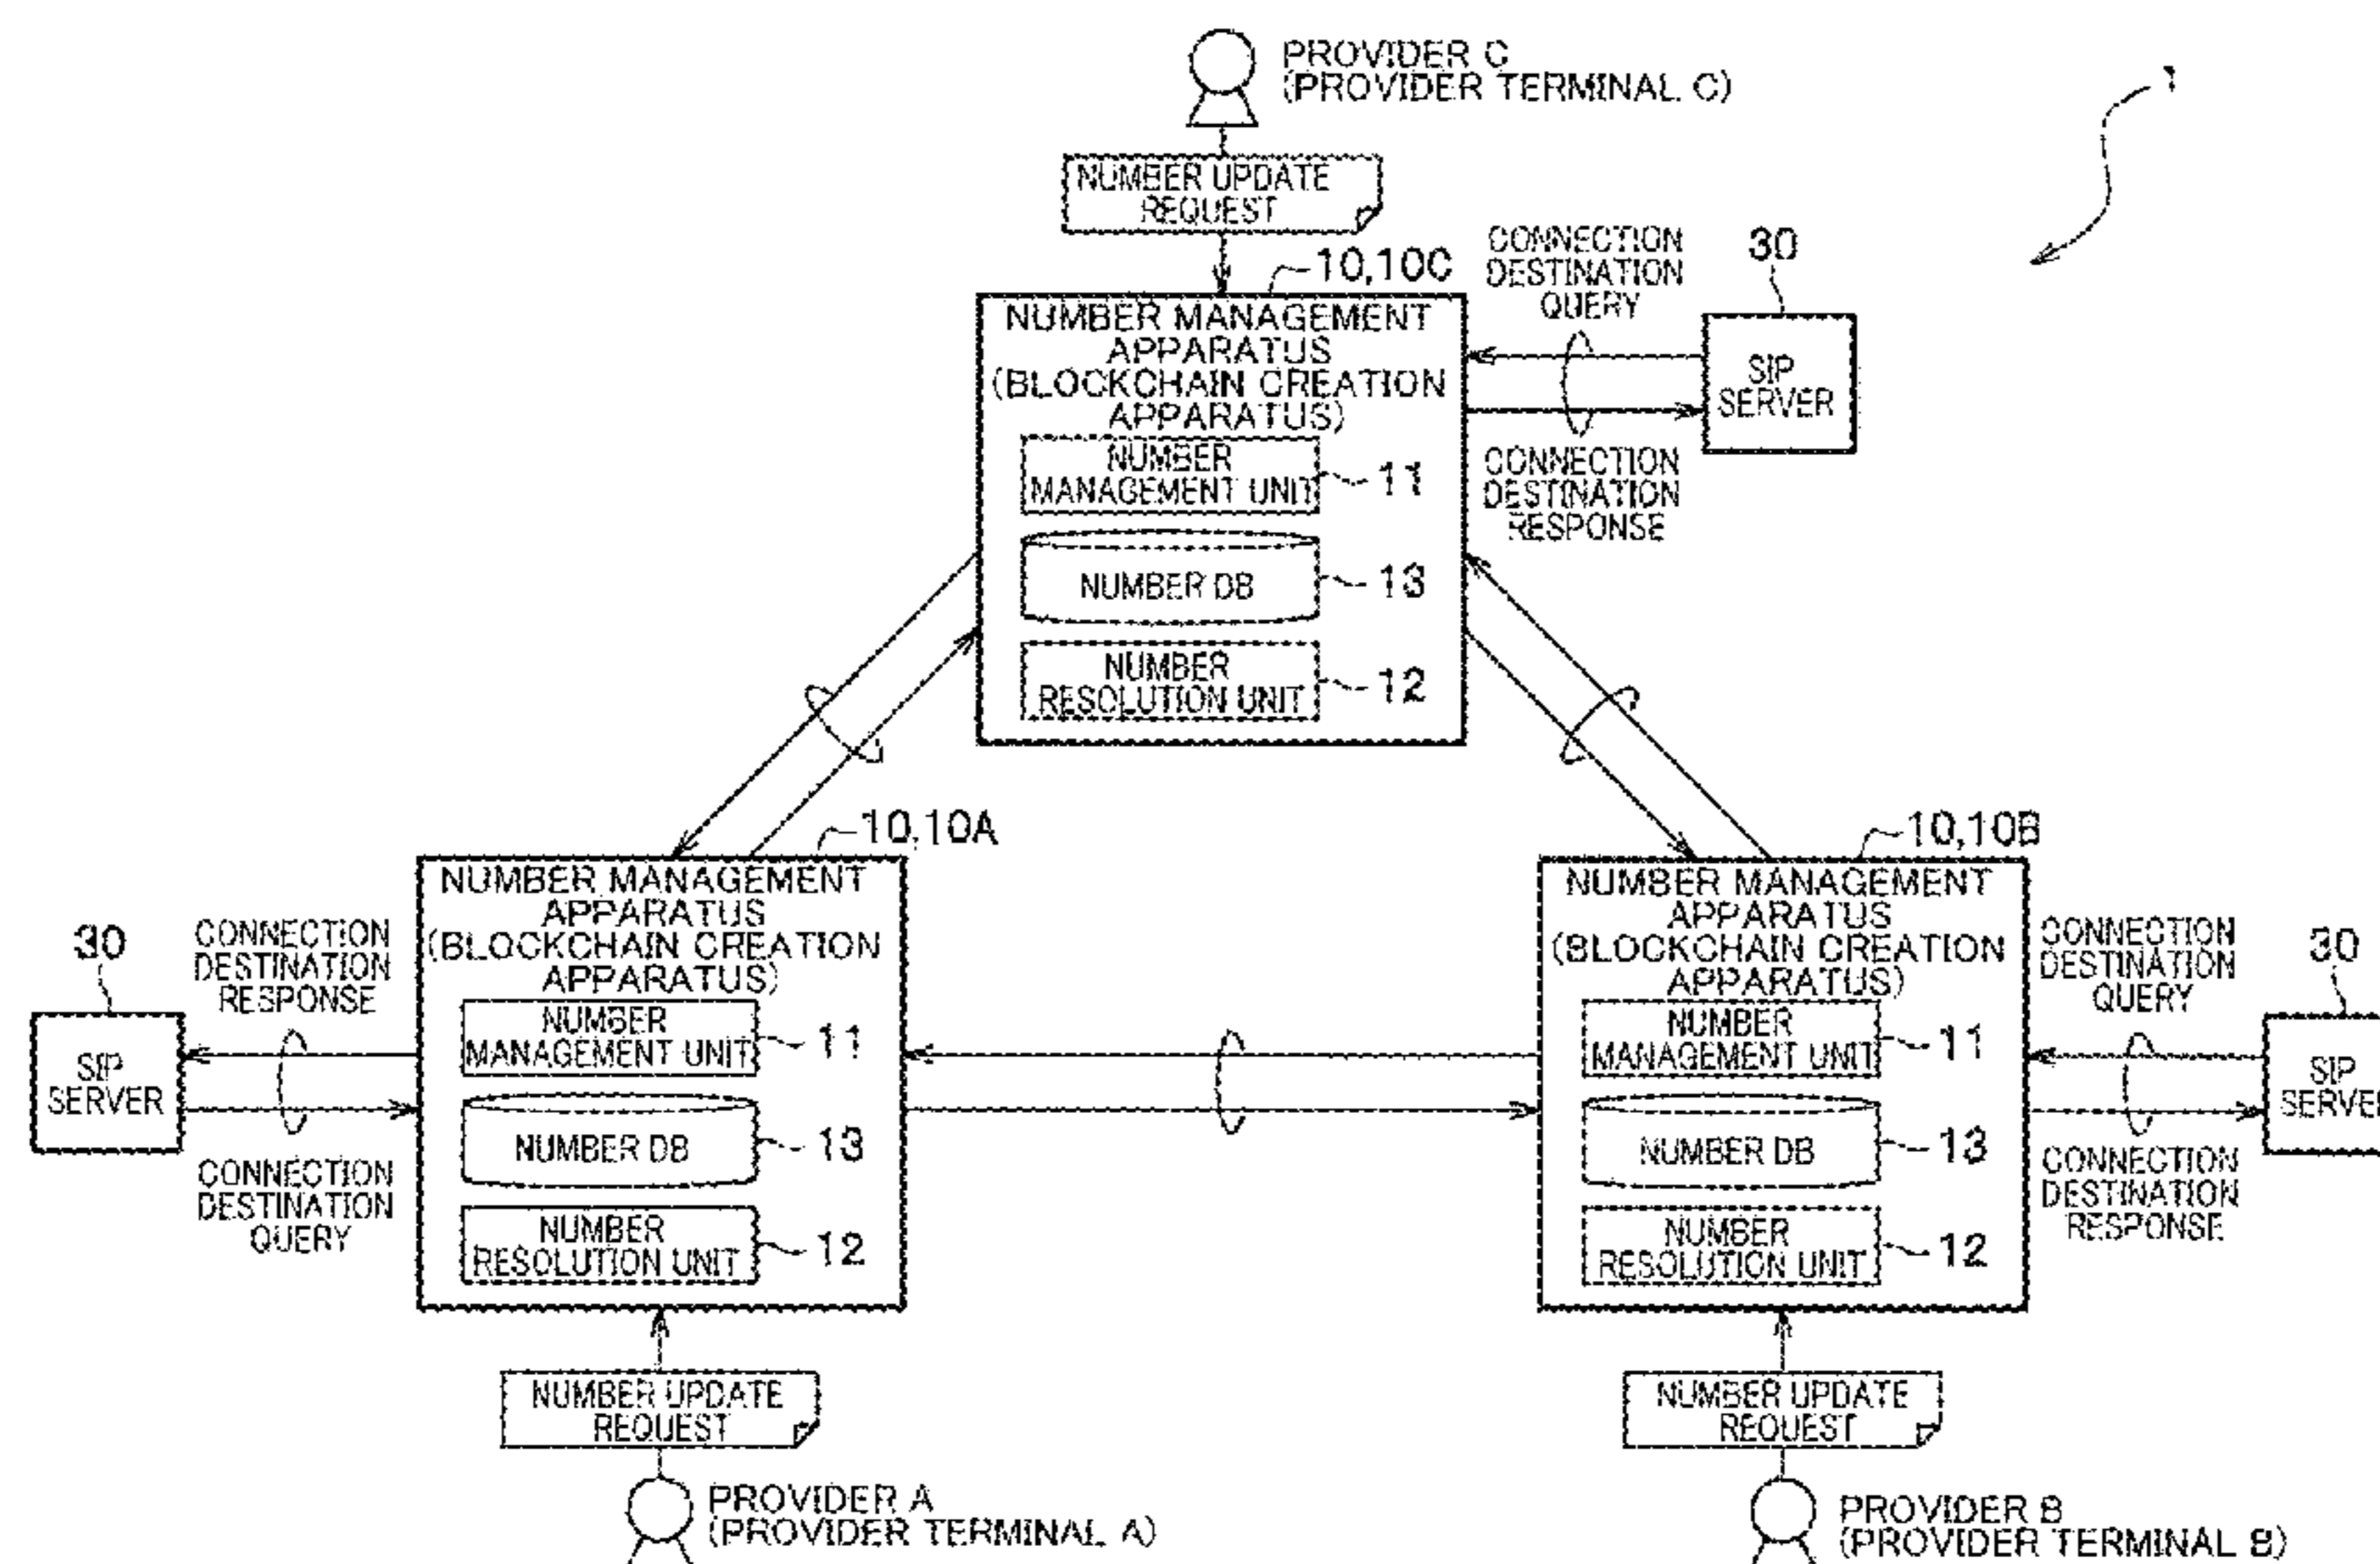 PROVIDER C
(PROVIDER TERMINAL C)
1
NUMBER UPDATE
REQUEST
10,10C
CONNECTION
DESTINATION
QUERY
30
NUMBER MANAGEMENT
APPARATUS
(BLOCKCHAIN CREATION
APPARATUS)
SIP
SERVER
NUMBER
MANAGEMENT UNIT
11
CONNECTION
DESTINATION
RESPONSE
NUMBER DB
13
NUMBER
RESOLUTION UNIT
12
10,10A
NUMBER MANAGEMENT
APPARATUS
(BLOCKCHAIN CREATION
APPARATUS)
30
CONNECTION
DESTINATION
RESPONSE
SIP
SERVER
NUMBER
MANAGEMENT UNIT
11
NUMBER DB
13
CONNECTION
DESTINATION
QUERY
NUMBER
RESOLUTION UNIT
12
10,10B
NUMBER MANAGEMENT
APPARATUS
(BLOCKCHAIN CREATION
APPARATUS)
CONNECTION
DESTINATION
QUERY
30
NUMBER
MANAGEMENT UNIT
11
SIP
SERVER
NUMBER DB
13
CONNECTION
DESTINATION
RESPONSE
NUMBER
RESOLUTION UNIT
12
NUMBER UPDATE
REQUEST
PROVIDER A
(PROVIDER TERMINAL A)
NUMBER UPDATE
REQUEST
PROVIDER B
(PROVIDER TERMINAL B)